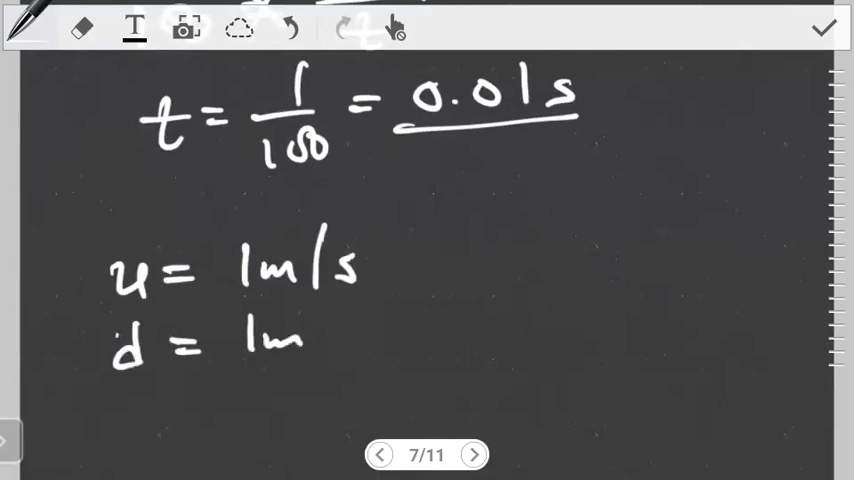 T
t = 1/100 = 0.01s
u = 1m/s
d = 1m
7/11